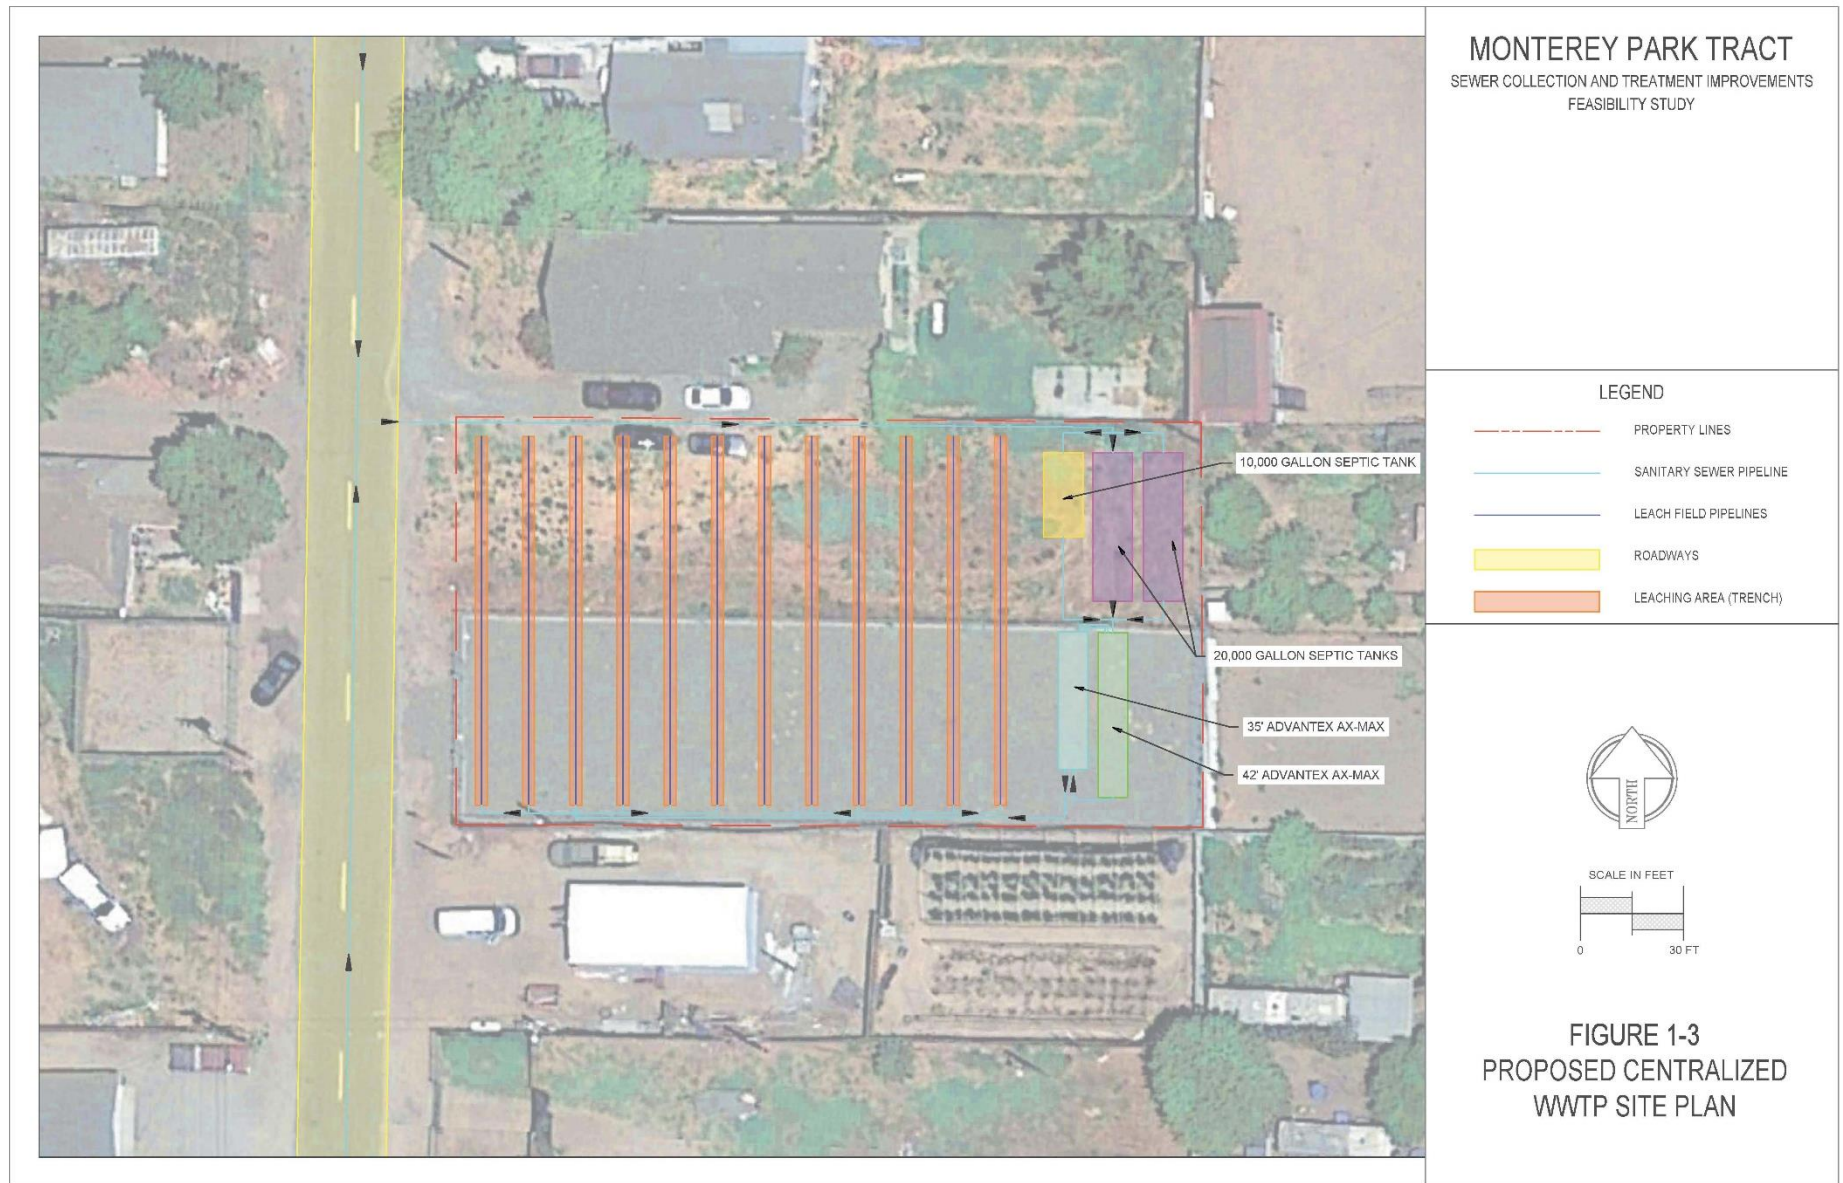 MONTEREY PARK TRACT
SEWER COLLECTION AND TREATMENT IMPROVEMENTS
FEASIBILITY STUDY
10,000 GALLON SEPTIC TANK
20,000 GALLON SEPTIC TANKS
35' ADVANTEX AX-MAX
42' ADVANTEX AX-MAX
LEGEND
PROPERTY LINES
SANITARY SEWER PIPELINE
LEACH FIELD PIPELINES
ROADWAYS
LEACHING AREA (TRENCH)
NORTH
SCALE IN FEET
0 30 FT
FIGURE 1-3
PROPOSED CENTRALIZED
WWTP SITE PLAN